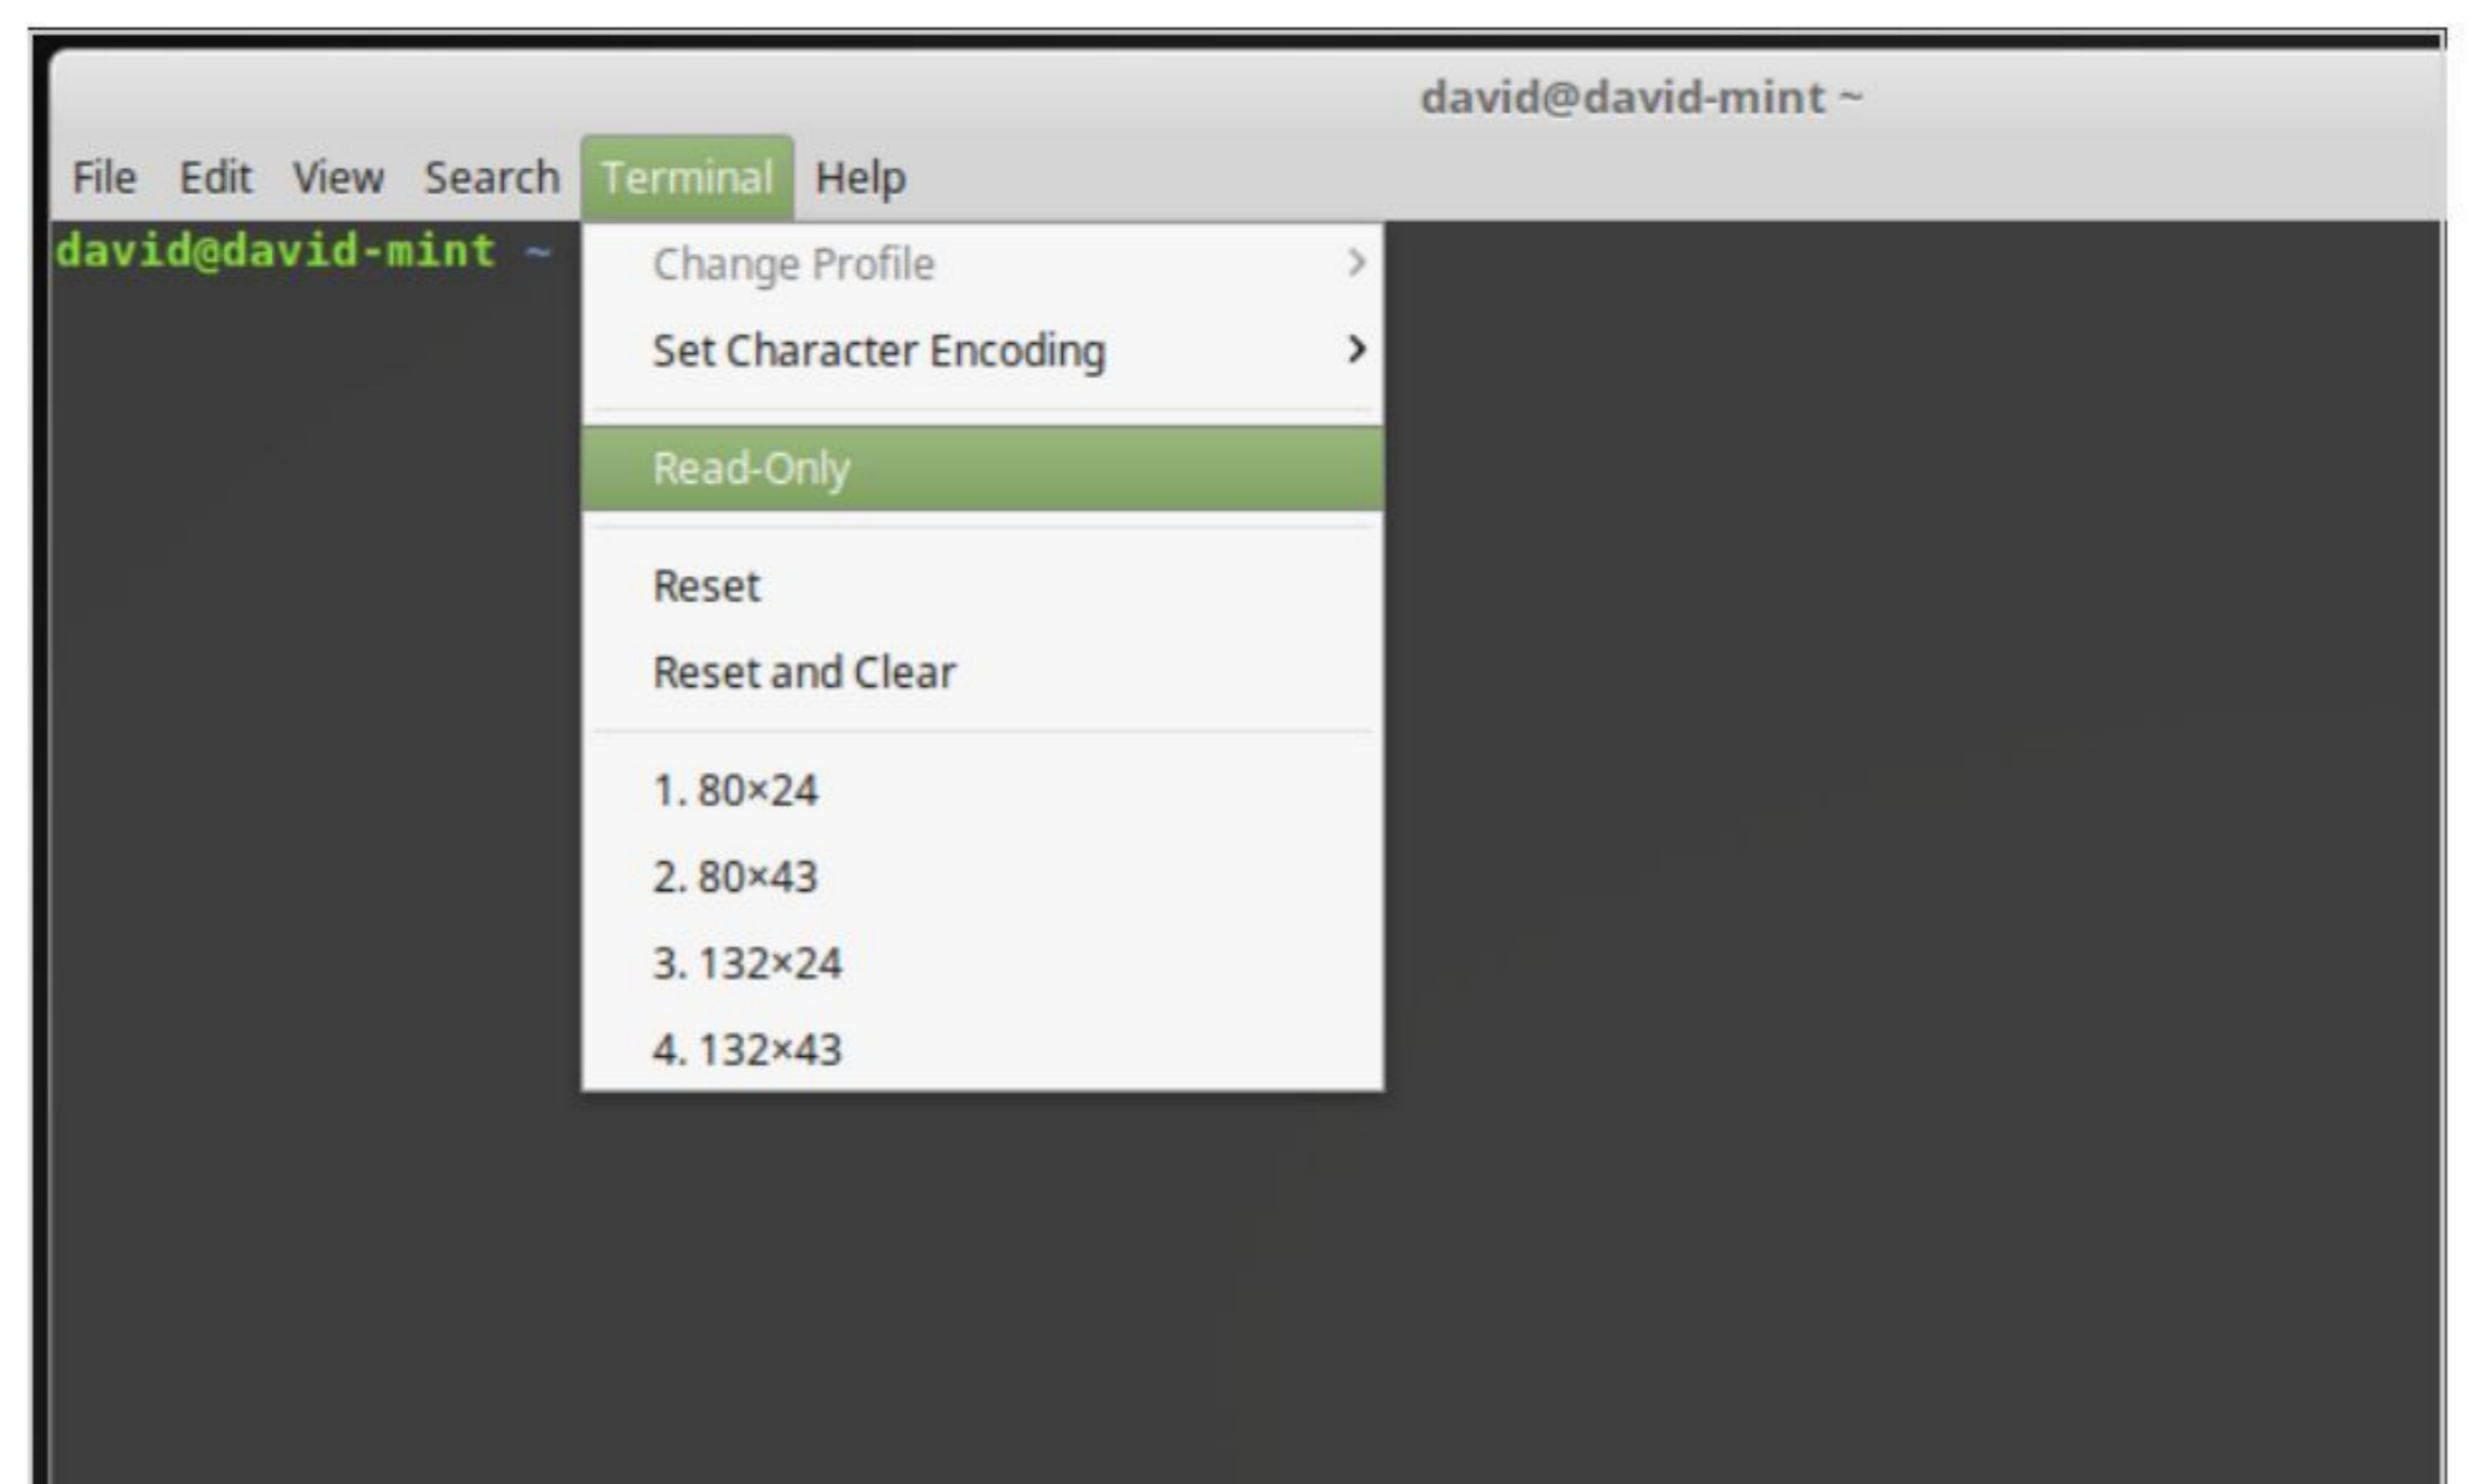 david@david-mint ~
File Edit View Search Terminal Help
david@david-mint ~
Change Profile
Set Character Encoding
Read-Only
Reset
Reset and Clear
1. 80×24
2. 80×43
3. 132×24
4. 132×43